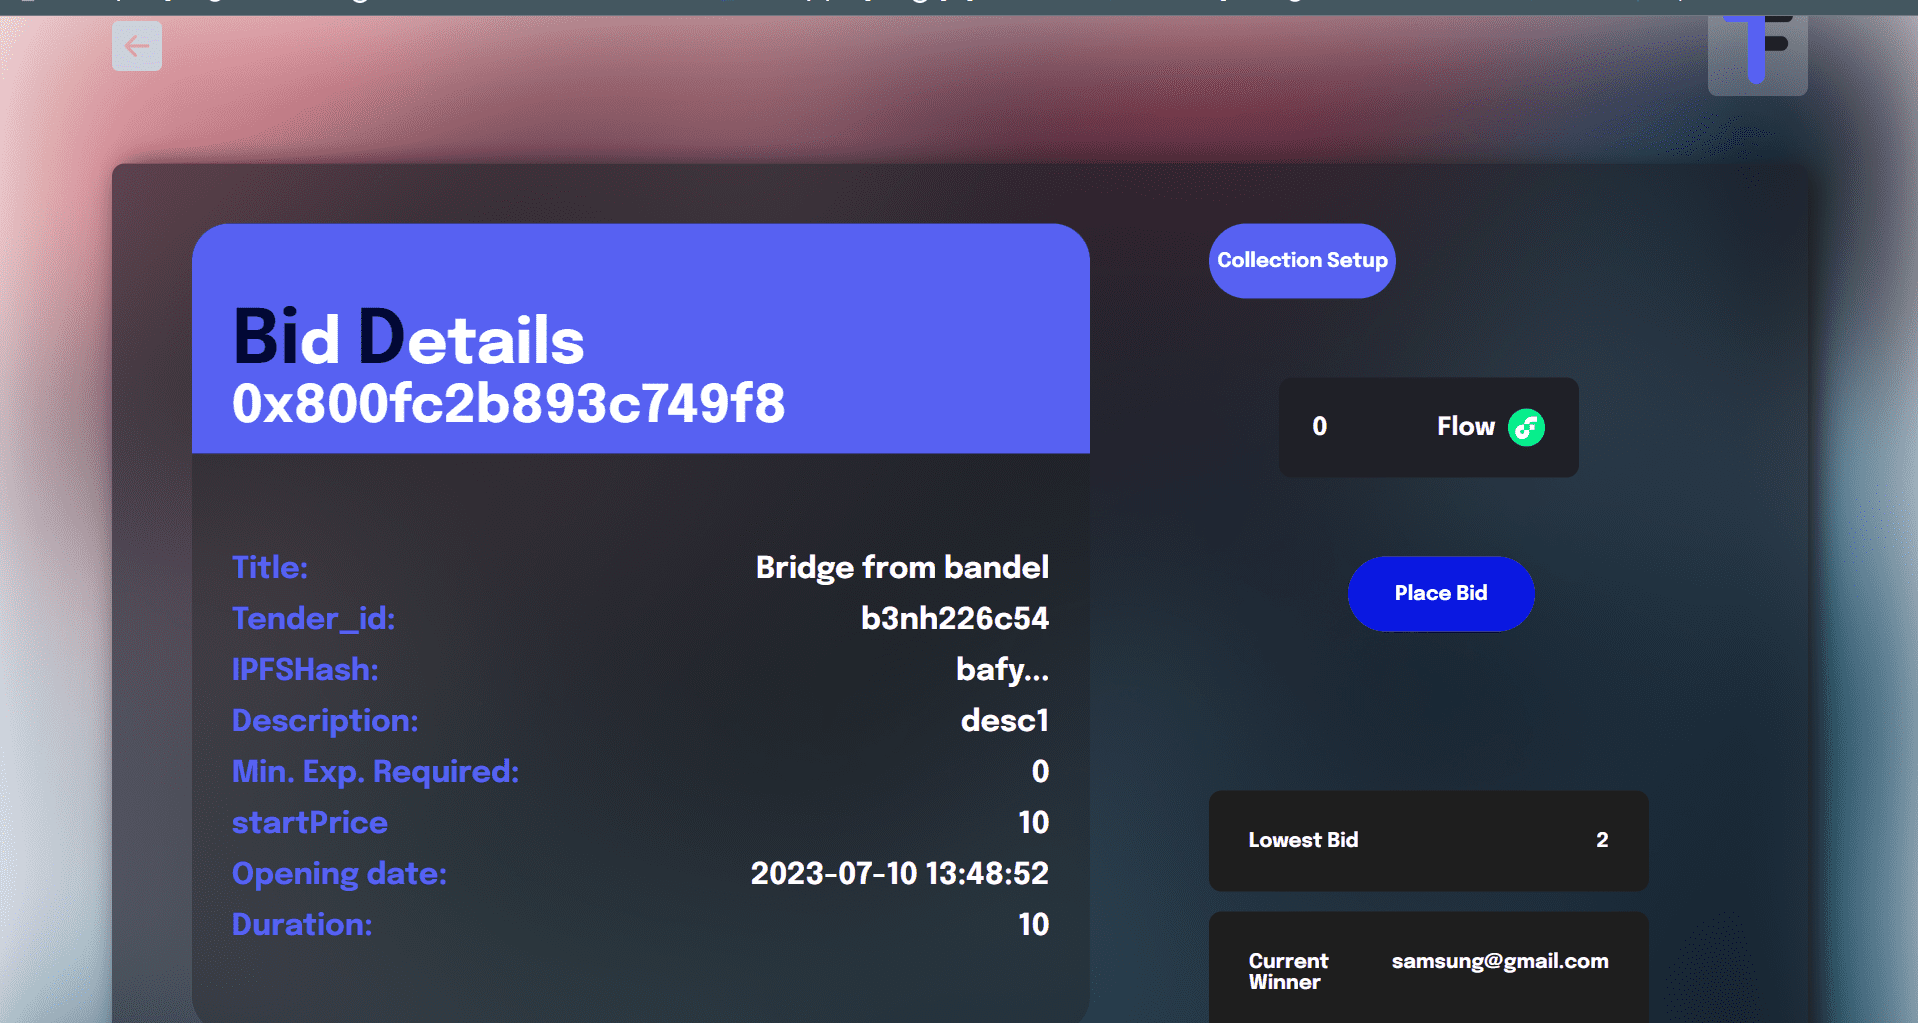 Collection Setup
Bid Details
0x800fc2b893c749f8
0 Flow
Title: Bridge from bandel
Place Bid
Tender_id: b3nh226c54
IPFSHash: bafy...
Description: desc1
Min. Exp. Required: 0
startPrice 10
Opening date: 2023-07-10 13:48:52
Duration: 10
Lowest Bid 2
Current Winner samsung@gmail.com